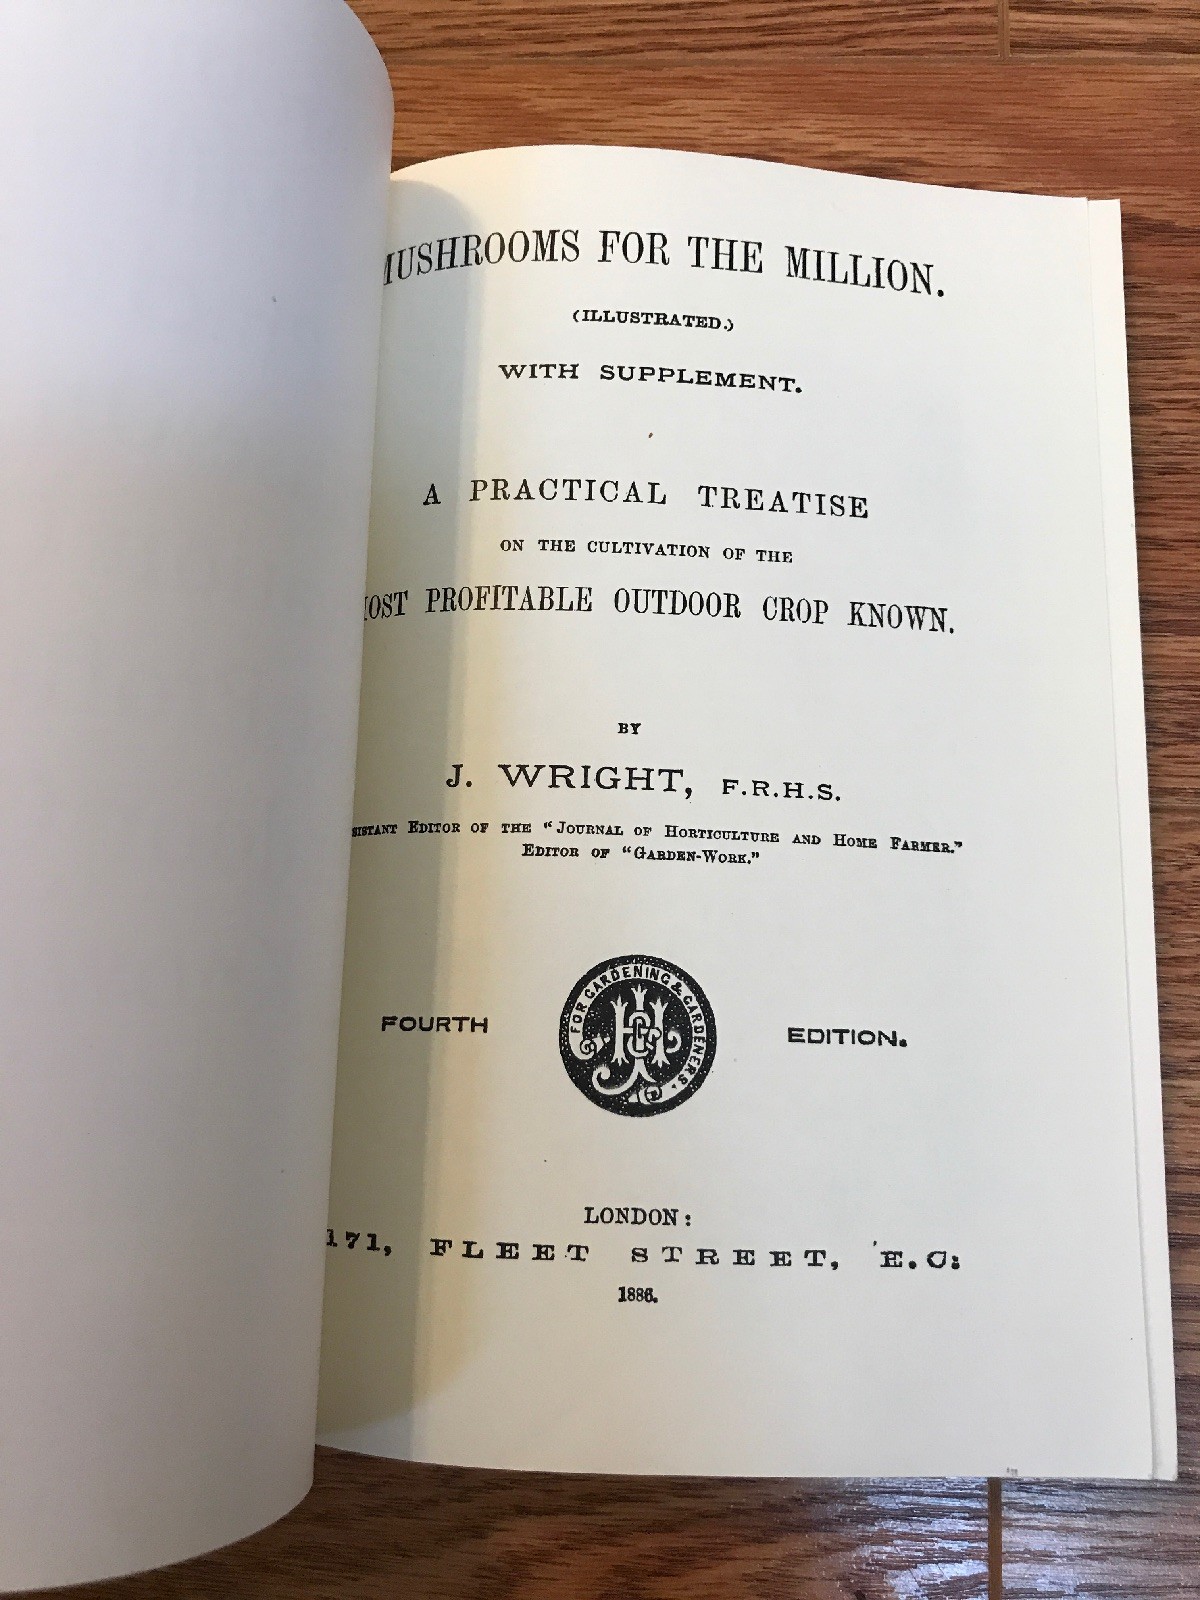 MUSHROOMS FOR THE MILLION.
(ILLUSTRATED.)
WITH SUPPLEMENT.
A PRACTICAL TREATISE
ON THE CULTIVATION OF THE
MOST PROFITABLE OUTDOOR CROP KNOWN.
BY
J. WRIGHT, F.R.H.S.
SISTANT EDITOR OF THE "JOURNAL OF HORTICULTURE AND HOME FARMER."
EDITOR OF "GARDEN-WORK."
FOURTH EDITION.
FOR GARDENING & GARDENERS.
LONDON:
171, FLEET STREET, E.C:
1886.